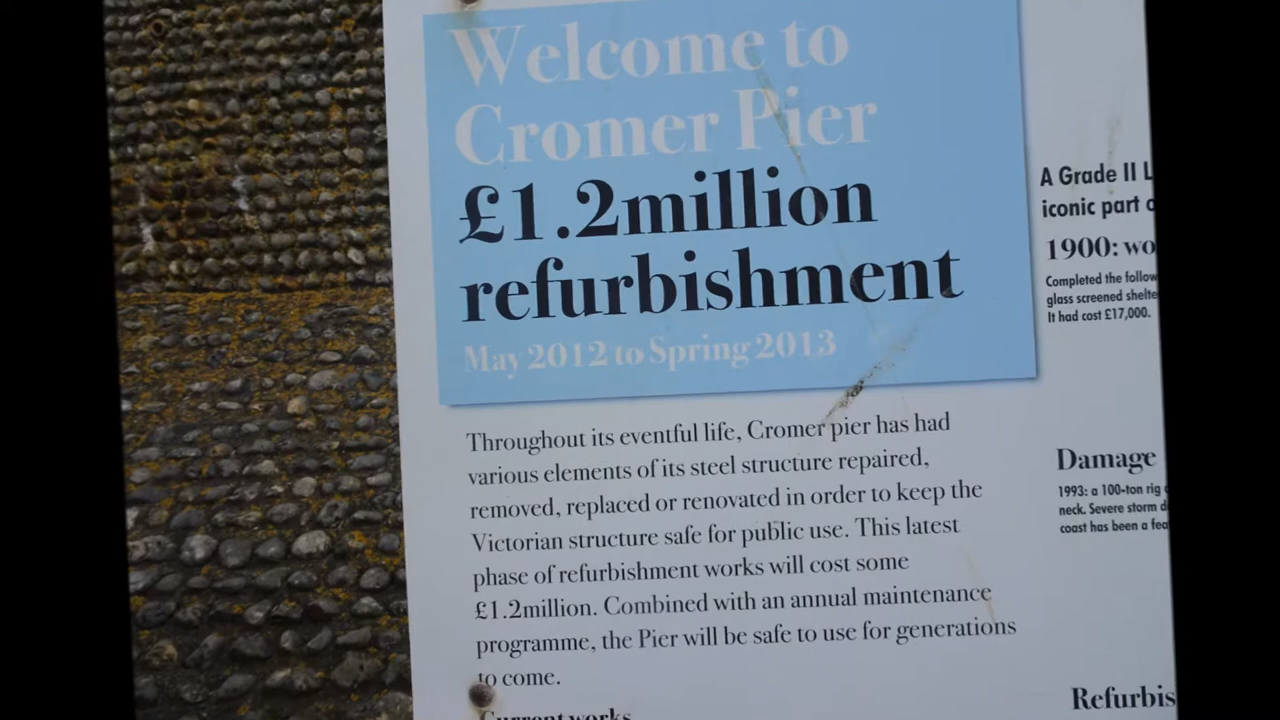 Welcome to
Cromer Pier
£1.2million
refurbishment
May 2012 to Spring 2013
Throughout its eventful life, Cromer pier has had
various elements of its steel structure repaired,
removed, replaced or renovated in order to keep the
Victorian structure safe for public use. This latest
phase of refurbishment works will cost some
£1.2million. Combined with an annual maintenance
programme, the Pier will be safe to use for generations
to come.
Current works
A Grade II L
iconic part
1900: wo
Completed the follow
glass screened shelte
It had cost £17,000.
Damage
1993: a 100-ton rig
neck. Severe storm d
coast has been a fea
Refurbis